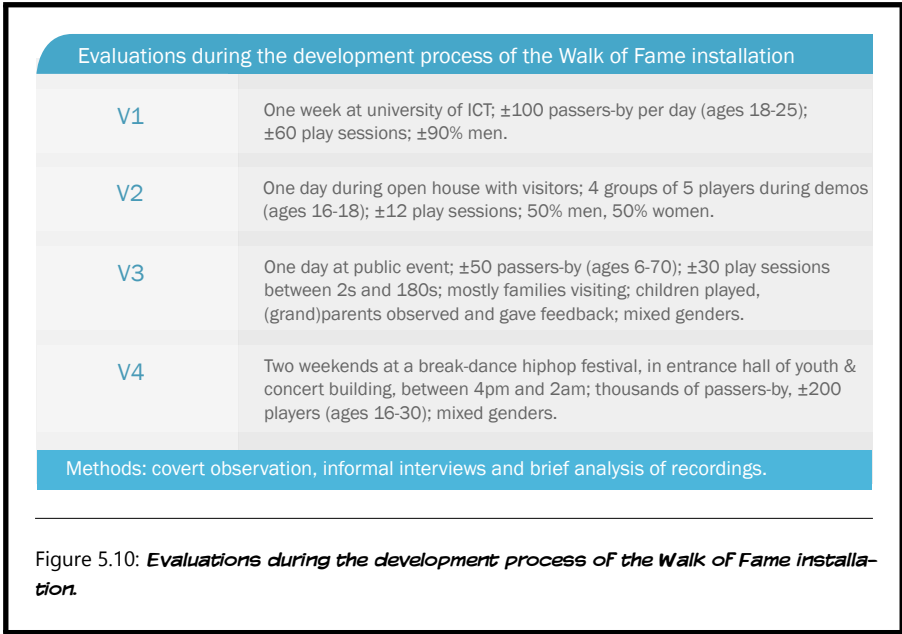 Evaluations during the development process of the Walk of Fame installation
V1
One week at university of ICT; ±100 passers-by per day (ages 18-25);
±60 play sessions; ±90% men.
V2
One day during open house with visitors; 4 groups of 5 players during demos
(ages 16-18); ±12 play sessions; 50% men, 50% women.
V3
One day at public event; ±50 passers-by (ages 6-70); ±30 play sessions
between 2s and 180s; mostly families visiting; children played,
(grand)parents observed and gave feedback; mixed genders.
V4
Two weekends at a break-dance hiphop festival, in entrance hall of youth &
concert building, between 4pm and 2am; thousands of passers-by, ±200
players (ages 16-30); mixed genders.
Methods: covert observation, informal interviews and brief analysis of recordings.
Figure 5.10: Evaluations during the development process of the Walk of Fame installa-
tion.